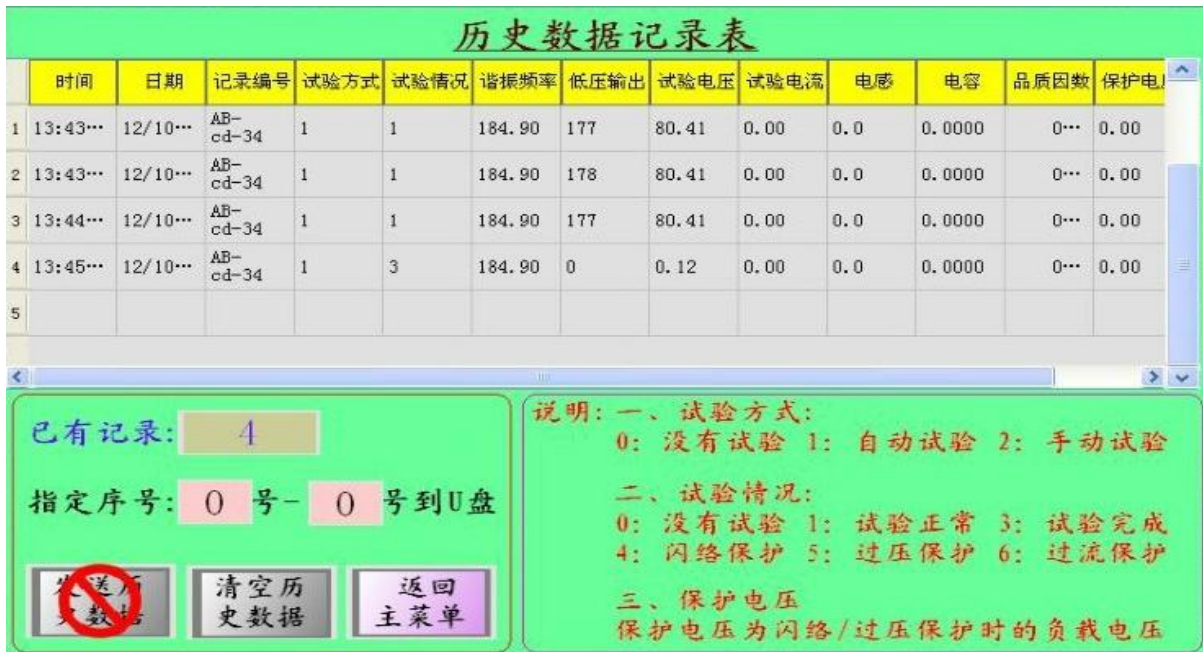 历史数据记录表
时间 日期 记录编号 试验方式 试验情况 谐振频率 低压输出 试验电压 试验电流 电感 电容 品质因数 保护电
1 13:43··· 12/10··· AB-cd-34 1 1 184.90 177 80.41 0.00 0.0 0.0000 0··· 0.00
2 13:43··· 12/10··· AB-cd-34 1 1 184.90 178 80.41 0.00 0.0 0.0000 0··· 0.00
3 13:44··· 12/10··· AB-cd-34 1 1 184.90 177 80.41 0.00 0.0 0.0000 0··· 0.00
4 13:45··· 12/10··· AB-cd-34 1 3 184.90 0 0.12 0.00 0.0 0.0000 0··· 0.00
5
已有记录: 4
指定序号: 0 号- 0 号到U盘
发送历
史数据
清空历
史数据
返回
主菜单
说明: 一、试验方式:
0: 没有试验 1: 自动试验 2: 手动试验
二、试验情况:
0: 没有试验 1: 试验正常 3: 试验完成
4: 闪络保护 5: 过压保护 6: 过流保护
三、保护电压
保护电压为闪络/过压保护时的负载电压